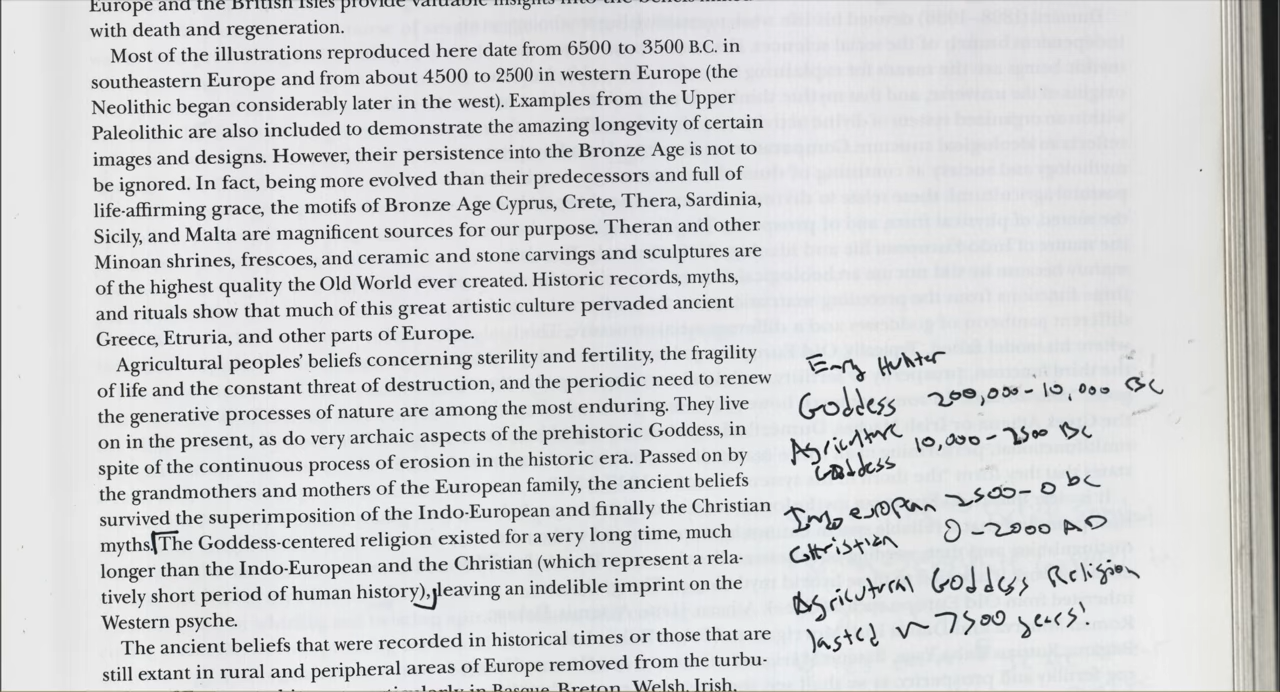 Europe and the British Isles provide valuable insights into the beliefs
with death and regeneration.
Most of the illustrations reproduced here date from 6500 to 3500 B.C. in
southeastern Europe and from about 4500 to 2500 in western Europe (the
Neolithic began considerably later in the west). Examples from the Upper
Paleolithic are also included to demonstrate the amazing longevity of certain
images and designs. However, their persistence into the Bronze Age is not to
be ignored. In fact, being more evolved than their predecessors and full of
life-affirming grace, the motifs of Bronze Age Cyprus, Crete, Thera, Sardinia,
Sicily, and Malta are magnificent sources for our purpose. Theran and other
Minoan shrines, frescoes, and ceramic and stone carvings and sculptures are
of the highest quality the Old World ever created. Historic records, myths,
and rituals show that much of this great artistic culture pervaded ancient
Greece, Etruria, and other parts of Europe.
Agricultural peoples' beliefs concerning sterility and fertility, the fragility
of life and the constant threat of destruction, and the periodic need to renew
the generative processes of nature are among the most enduring. They live
on in the present, as do very archaic aspects of the prehistoric Goddess, in
spite of the continuous process of erosion in the historic era. Passed on by
the grandmothers and mothers of the European family, the ancient beliefs
survived the superimposition of the Indo-European and finally the Christian
myths. The Goddess-centered religion existed for a very long time, much
longer than the Indo-European and the Christian (which represent a rela-
tively short period of human history), leaving an indelible imprint on the
Western psyche.
The ancient beliefs that were recorded in historical times or those that are
still extant in rural and peripheral areas of Europe removed from the turbu-
in Basque, Breton, Welsh, Irish,
Hunter
Goddess 200,000-10,000 BC
Agriculture 10,000-2500 BC
Goddess
Indo european 2500-0 BC
Christian 0-2000 AD
Goddess Religion
lasted ~ 7500 years!